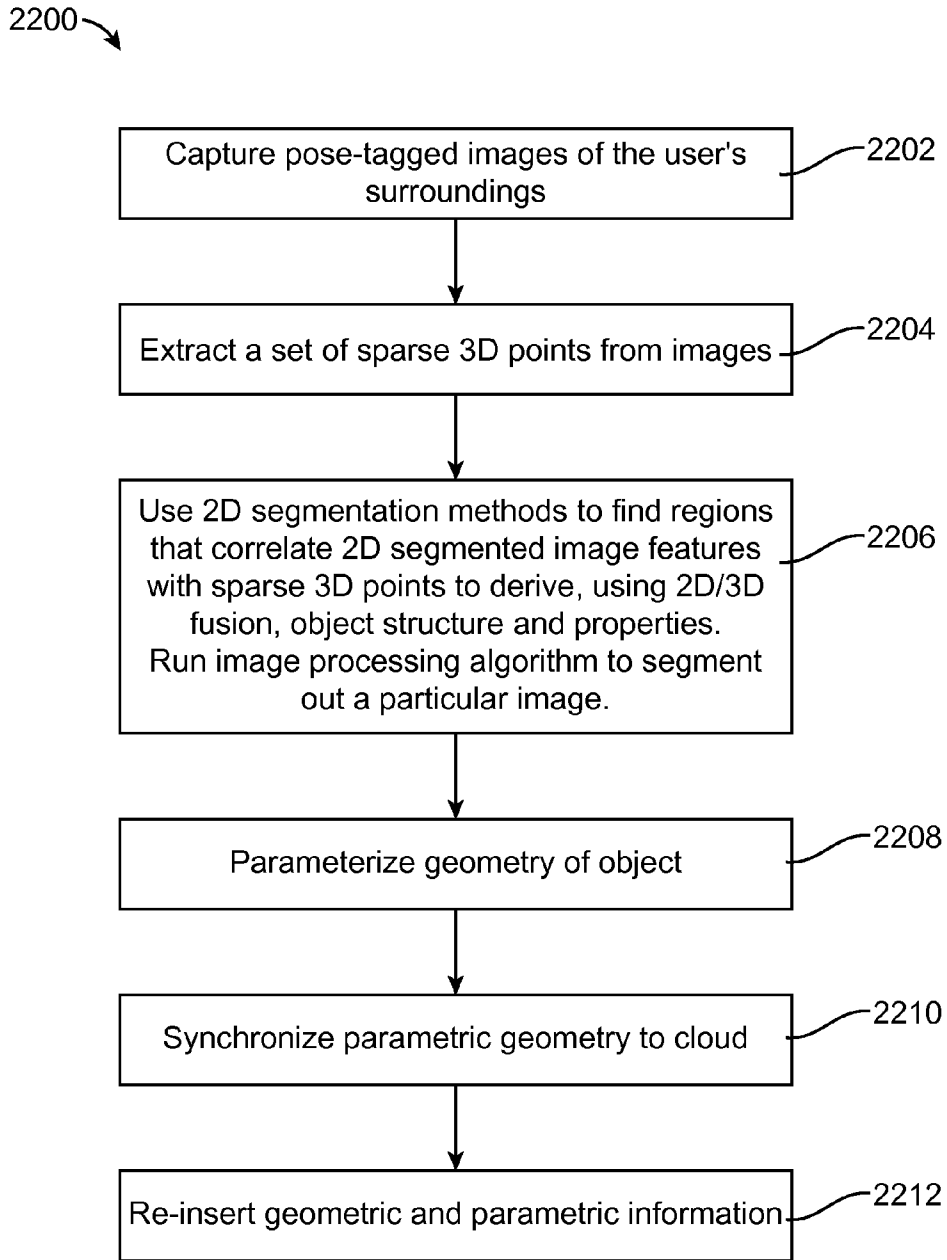 2200
Capture pose-tagged images of the user's
surroundings
2202
Extract a set of sparse 3D points from images
2204
Use 2D segmentation methods to find regions
that correlate 2D segmented image features
with sparse 3D points to derive, using 2D/3D
fusion, object structure and properties.
Run image processing algorithm to segment
out a particular image.
2206
Parameterize geometry of object
2208
Synchronize parametric geometry to cloud
2210
Re-insert geometric and parametric information
2212